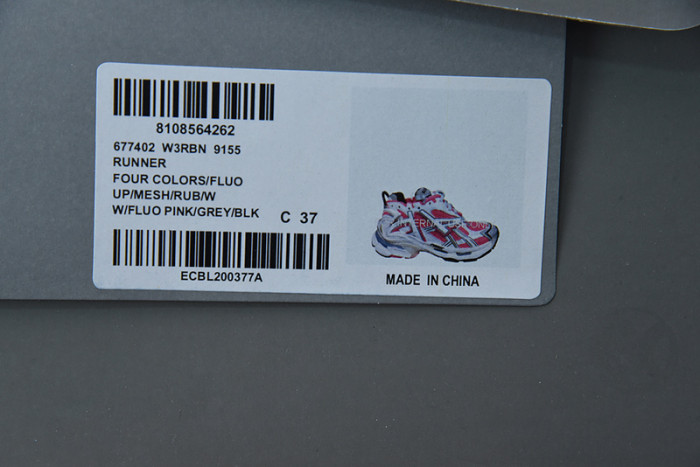 8108564262
677402 W3RBN 9155
RUNNER
FOUR COLORS/FLUO
UP/MESH/RUB/W
W/FLUO PINK/GREY/BLK C 37
ECBL200377A
MADE IN CHINA